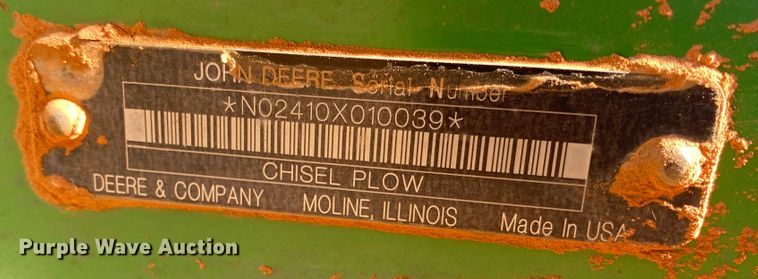 JOHN DEERE Serial Number
*N02410X010039*
CHISEL PLOW
DEERE & COMPANY MOLINE, ILLINOIS Made In USA
Purple Wave Auction